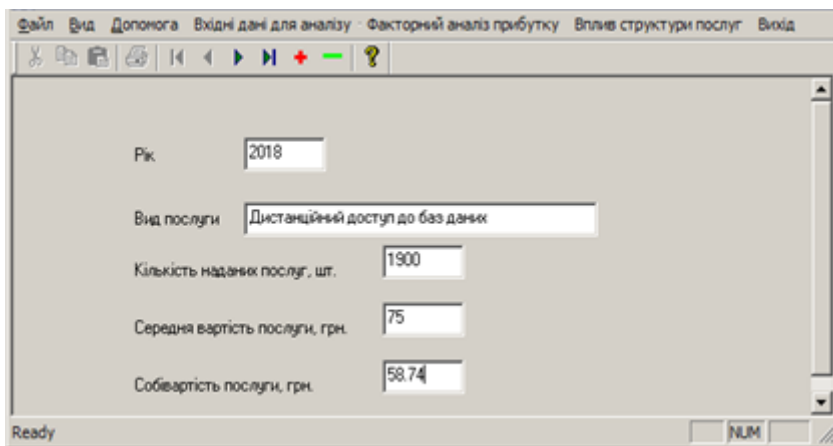 Файл Вид Допомога Вхідні дані для аналізу Факторний аналіз прибутку Вплив структури послуг Вихід
Рік 2018
Вид послуги Дистанційний доступ до баз даних
Кількість наданих послуг, шт. 1900
Середня вартість послуги, грн. 75
Собівартість послуги, грн. 58.74
Ready NUM